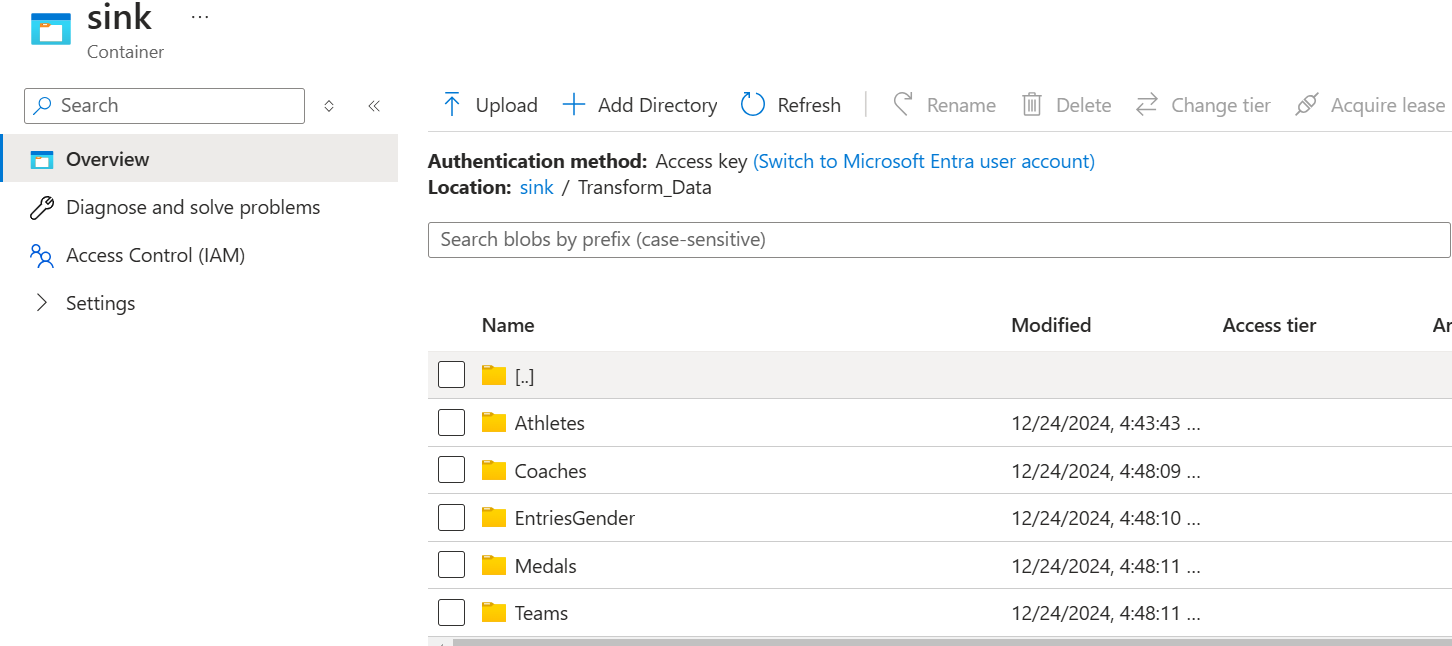 sink ...
Container
Search
Upload Add Directory Refresh Rename Delete Change tier Acquire lease
Overview
Diagnose and solve problems
Access Control (IAM)
Settings
Authentication method: Access key (Switch to Microsoft Entra user account)
Location: sink / Transform_Data
Search blobs by prefix (case-sensitive)
Name Modified Access tier Ar
[..]
Athletes 12/24/2024, 4:43:43 ...
Coaches 12/24/2024, 4:48:09 ...
EntriesGender 12/24/2024, 4:48:10 ...
Medals 12/24/2024, 4:48:11 ...
Teams 12/24/2024, 4:48:11 ...